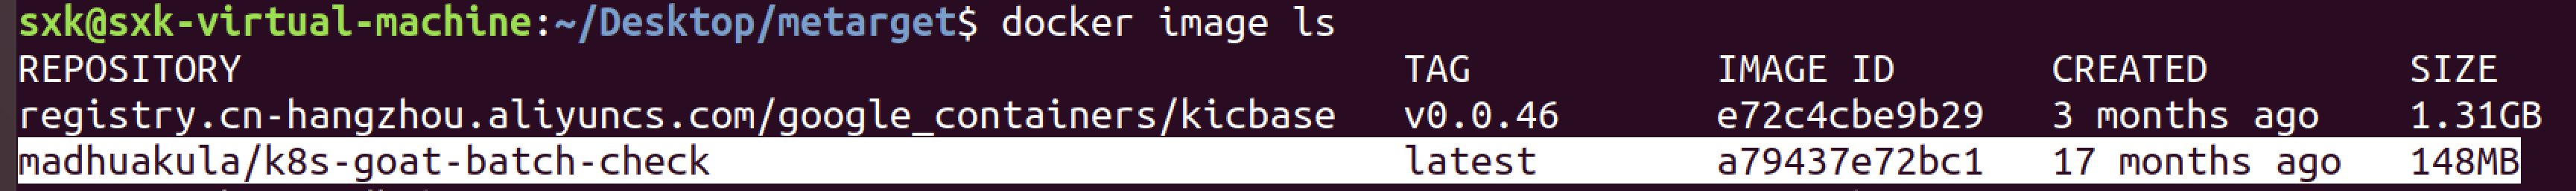 sxk@sxk-virtual-machine:~/Desktop/metarget$ docker image ls
REPOSITORY TAG IMAGE ID CREATED SIZE
registry.cn-hangzhou.aliyuncs.com/google_containers/kicbase v0.0.46 e72c4cbe9b29 3 months ago 1.31GB
madhuakula/k8s-goat-batch-check latest a79437e72bc1 17 months ago 148MB